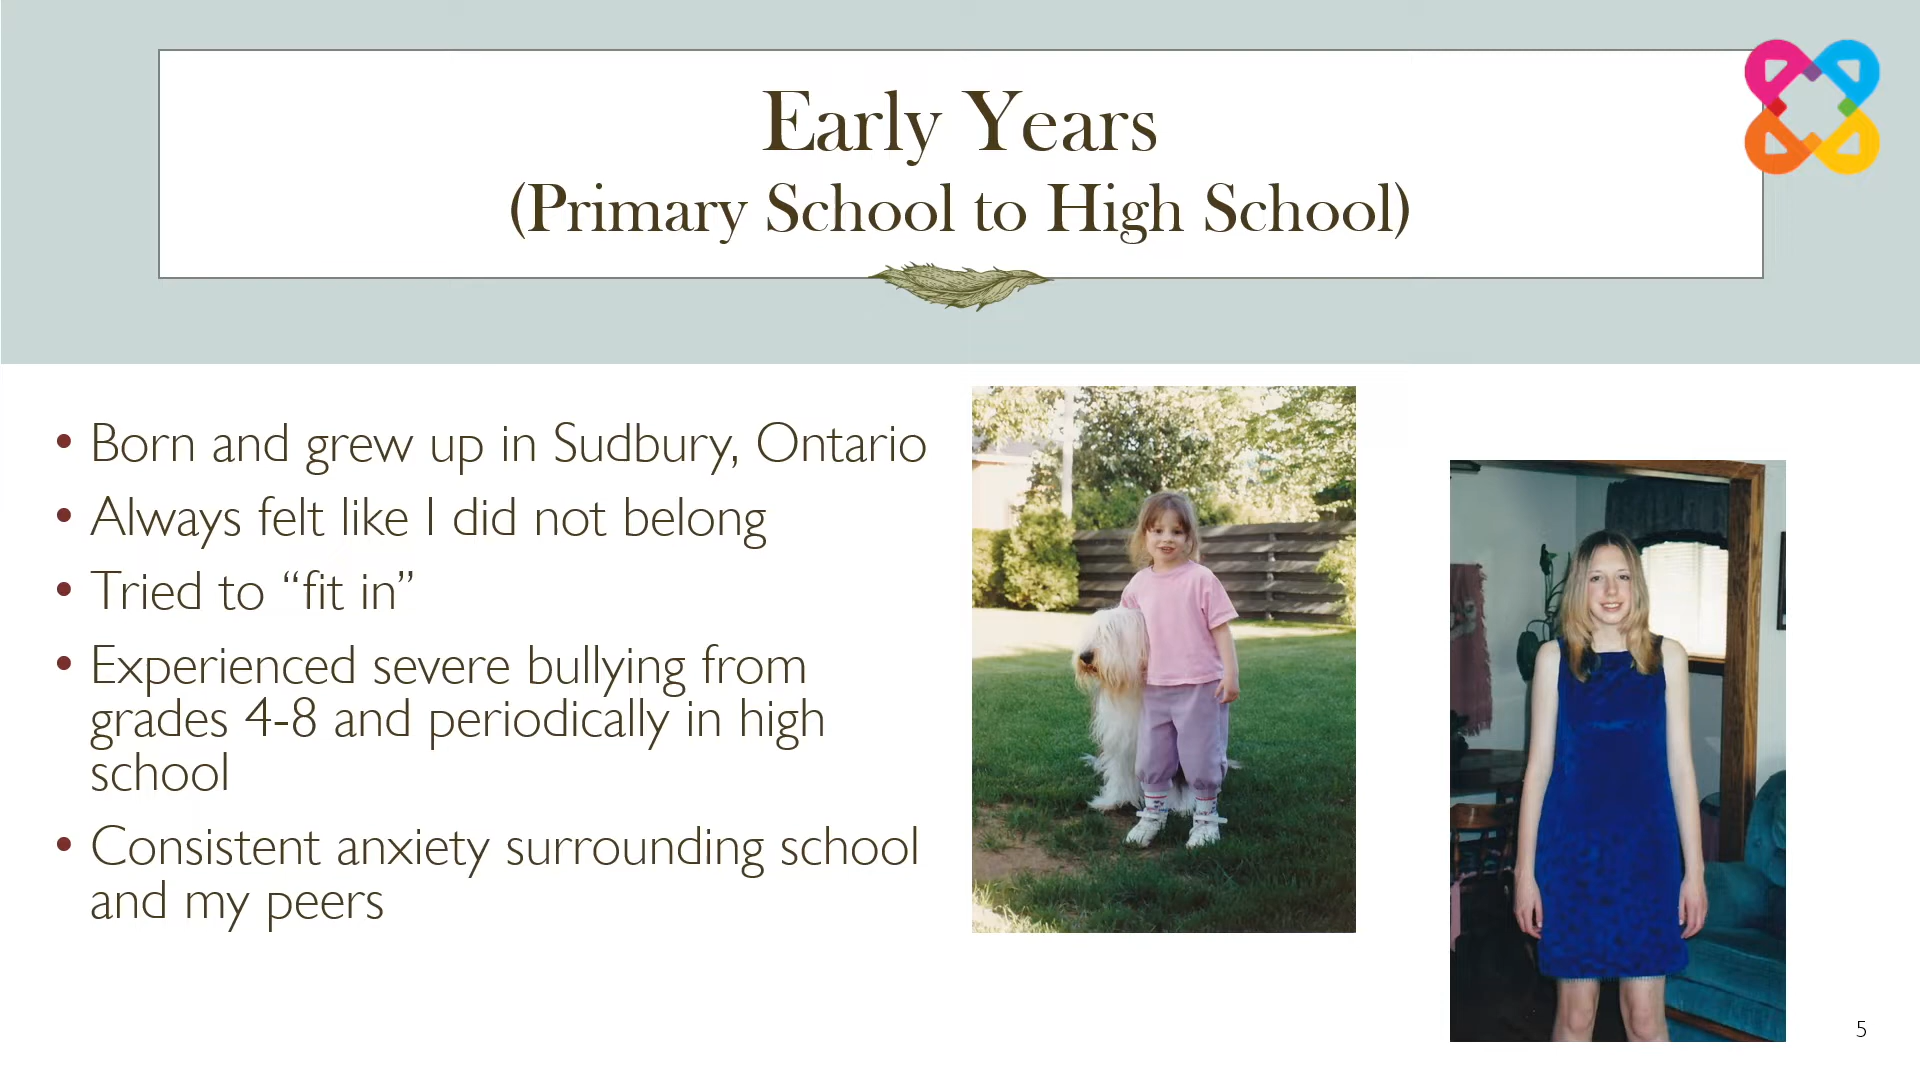 Early Years
(Primary School to High School)
• Born and grew up in Sudbury, Ontario
• Always felt like I did not belong
• Tried to “fit in”
• Experienced severe bullying from
grades 4-8 and periodically in high
school
• Consistent anxiety surrounding school
and my peers
5